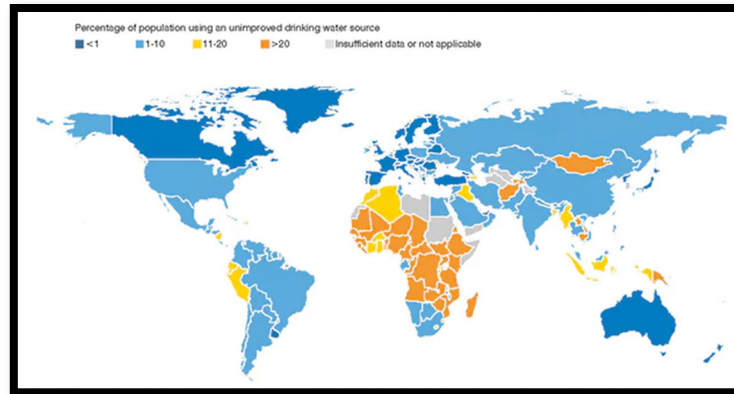 Percentage of population using an unimproved drinking water source
<1 1-10 11-20 >20 Insufficient data or not applicable